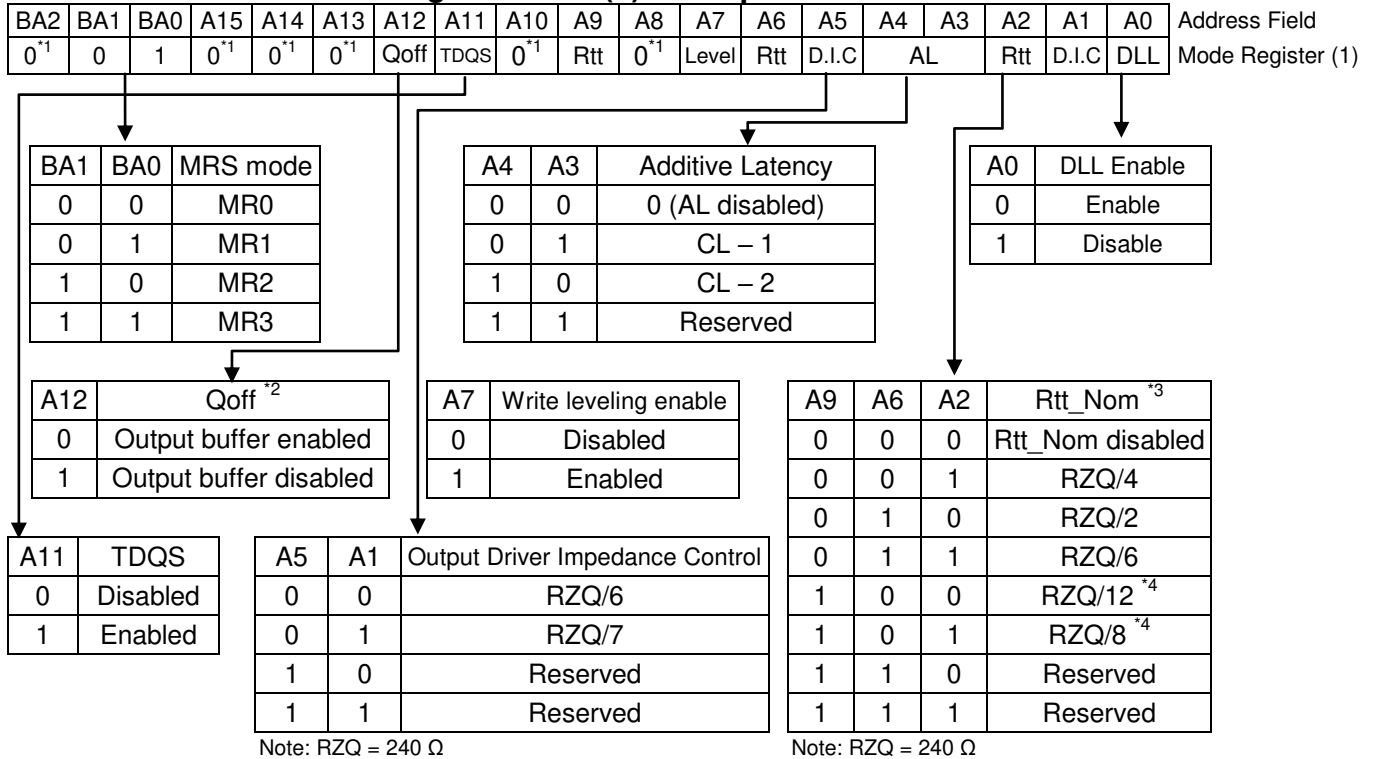 BA2 BA1 BA0 A15 A14 A13 A12 A11 A10 A9 A8 A7 A6 A5 A4 A3 A2 A1 A0 Address Field
0*1 0 1 0*1 0*1 0*1 Qoff TDQS 0*1 Rtt 0*1 Level Rtt D.I.C AL Rtt D.I.C DLL Mode Register (1)
BA1 BA0 MRS mode
0 0 MR0
0 1 MR1
1 0 MR2
1 1 MR3
A4 A3 Additive Latency
0 0 0 (AL disabled)
0 1 CL – 1
1 0 CL – 2
1 1 Reserved
A0 DLL Enable
0 Enable
1 Disable
A12 Qoff *2
0 Output buffer enabled
1 Output buffer disabled
A7 Write leveling enable
0 Disabled
1 Enabled
A9 A6 A2 Rtt_Nom *3
0 0 0 Rtt_Nom disabled
0 0 1 RZQ/4
0 1 0 RZQ/2
0 1 1 RZQ/6
1 0 0 RZQ/12 *4
1 0 1 RZQ/8 *4
1 1 0 Reserved
1 1 1 Reserved
Note: RZQ = 240 Ω
A11 TDQS
0 Disabled
1 Enabled
A5 A1 Output Driver Impedance Control
0 0 RZQ/6
0 1 RZQ/7
1 0 Reserved
1 1 Reserved
Note: RZQ = 240 Ω